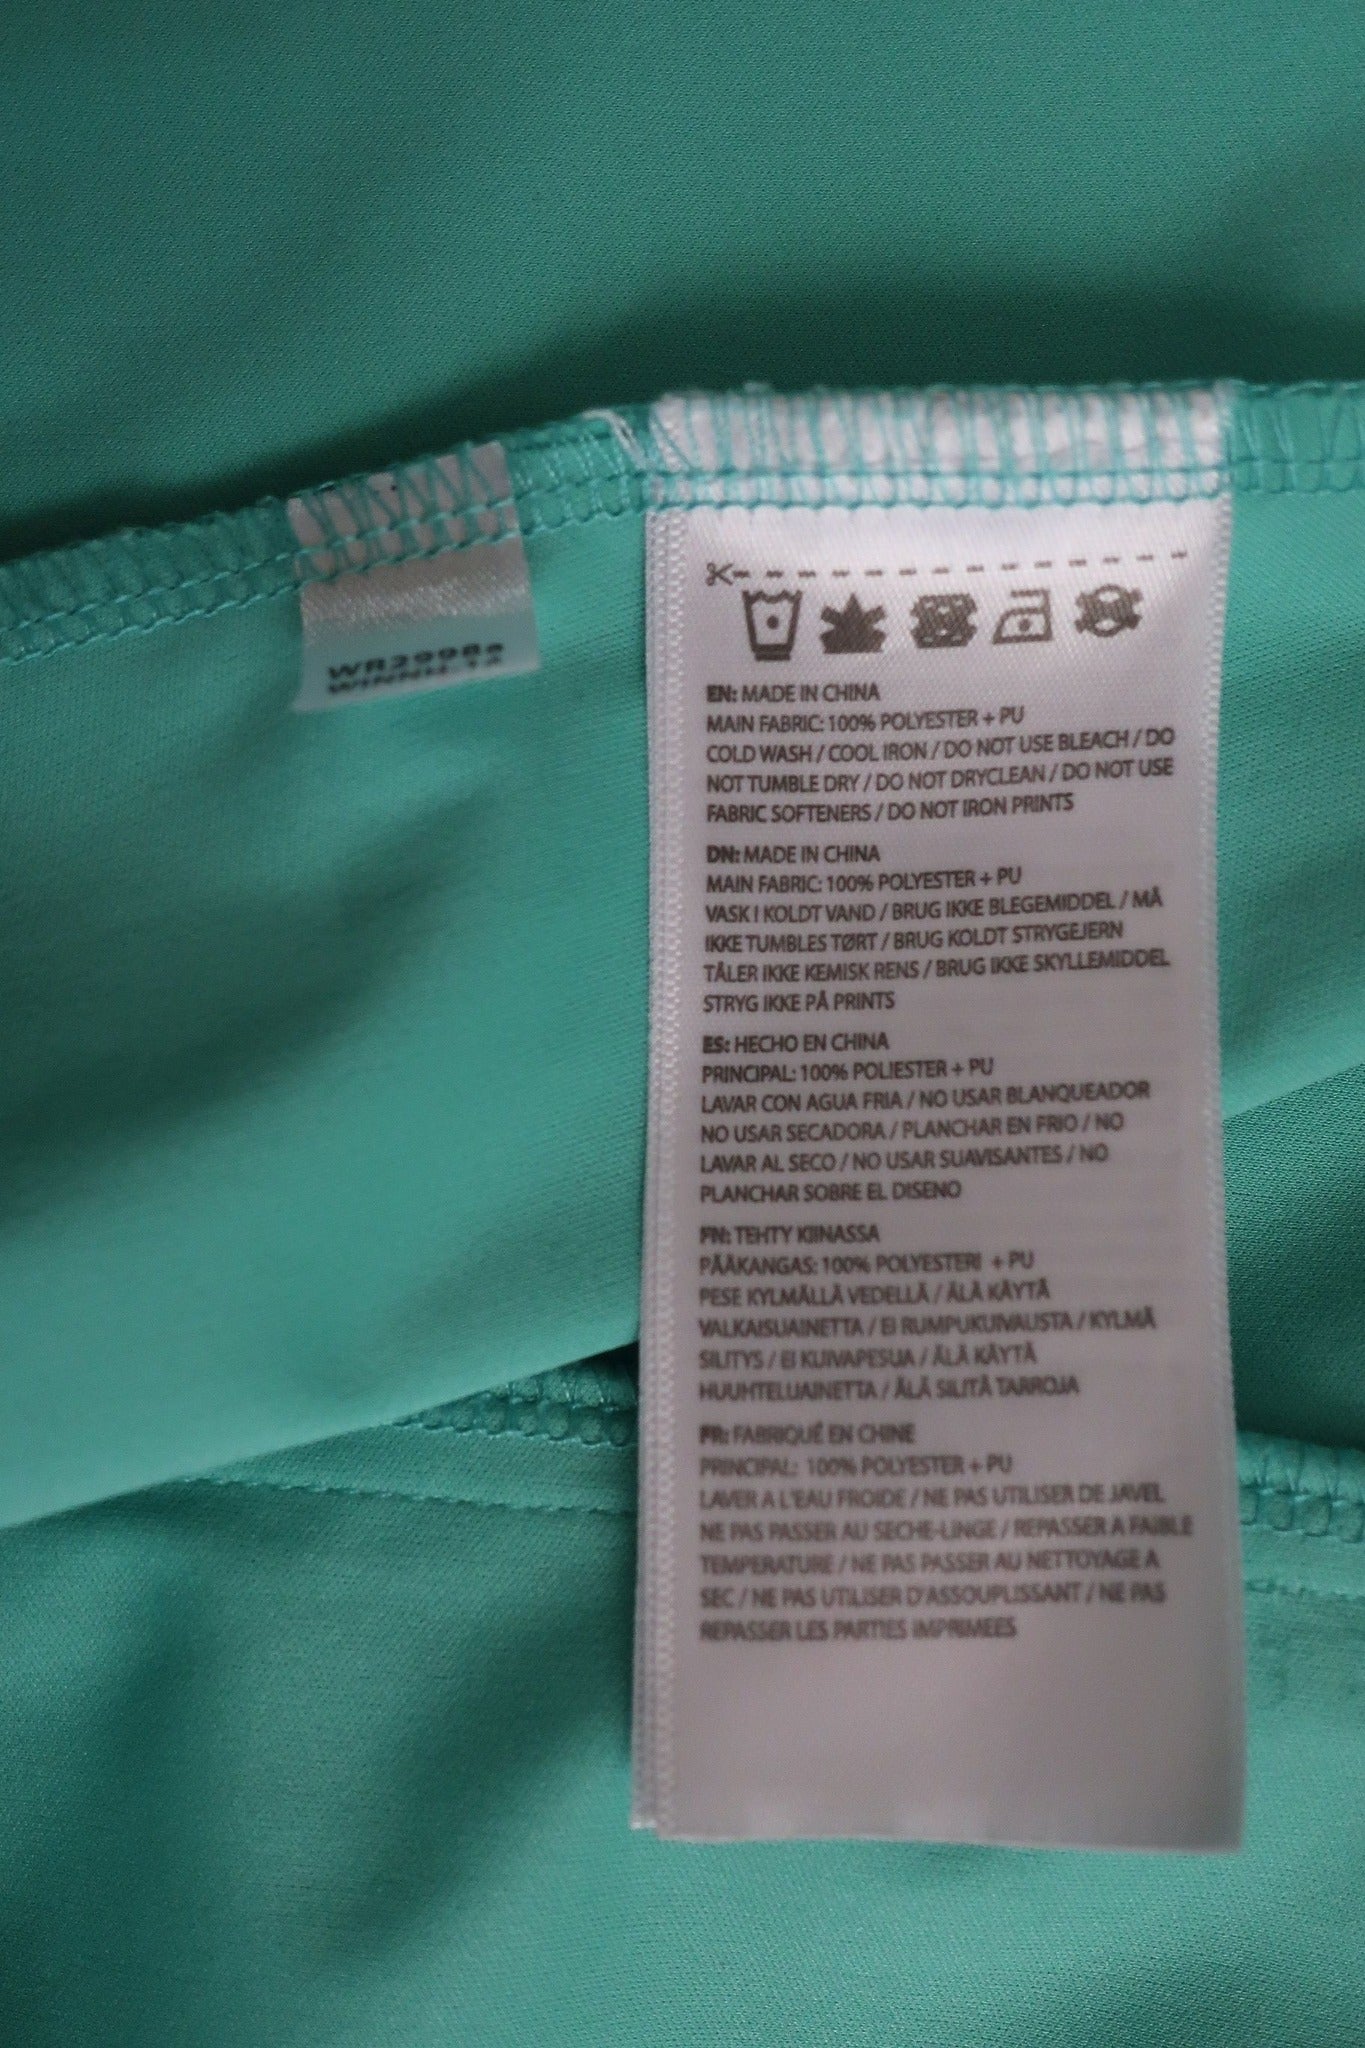 WR2998s
EN: MADE IN CHINA
MAIN FABRIC: 100% POLYESTER + PU
COLD WASH / COOL IRON / DO NOT USE BLEACH / DO
NOT TUMBLE DRY / DO NOT DRYCLEAN / DO NOT USE
FABRIC SOFTENERS / DO NOT IRON PRINTS
DN: MADE IN CHINA
MAIN FABRIC: 100% POLYESTER + PU
VASK I KOLDT VAND / BRUG IKKE BLEGEMIDDEL / MÅ
IKKE TUMBLES TØRT / BRUG KOLDT STRYGEJERN
TÅLER IKKE KEMISK RENS / BRUG IKKE SKYLLEMIDDEL
STRYG IKKE PÅ PRINTS
ES: HECHO EN CHINA
PRINCIPAL: 100% POLIESTER + PU
LAVAR CON AGUA FRIA / NO USAR BLANQUEADOR
NO USAR SECADORA / PLANCHAR EN FRIO / NO
LAVAR AL SECO / NO USAR SUAVISANTES / NO
PLANCHAR SOBRE EL DISENO
FN: TEHTY KIINASSA
PÄÄKANGAS: 100% POLYESTERI + PU
PESE KYLMÄLLÄ VEDELLÄ / ÄLÄ KÄYTÄ
VALKAISUAINETTA / EI RUMPUKUIVAUSTA / KYLMÄ
SILITYS / EI KUIVAPESUA / ÄLÄ KÄYTÄ
HUUHTELUAINETTA / ÄLÄ SILITÄ TARROJA
FR: FABRIQUÉ EN CHINE
PRINCIPAL: 100% POLYESTER + PU
LAVER A L'EAU FROIDE / NE PAS UTILISER DE JAVEL
NE PAS PASSER AU SECHE-LINGE / REPASSER A FAIBLE
TEMPERATURE / NE PAS PASSER AU NETTOYAGE A
SEC / NE PAS UTILISER D'ASSOUPLISSANT / NE PAS
REPASSER LES PARTIES IMPRIMEES